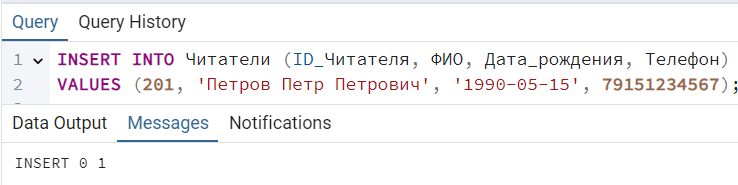 Query Query History
1 INSERT INTO Читатели (ID_Читателя, ФИО, Дата_рождения, Телефон)
2 VALUES (201, 'Петров Петр Петрович', '1990-05-15', 79151234567);
Data Output Messages Notifications
INSERT 0 1